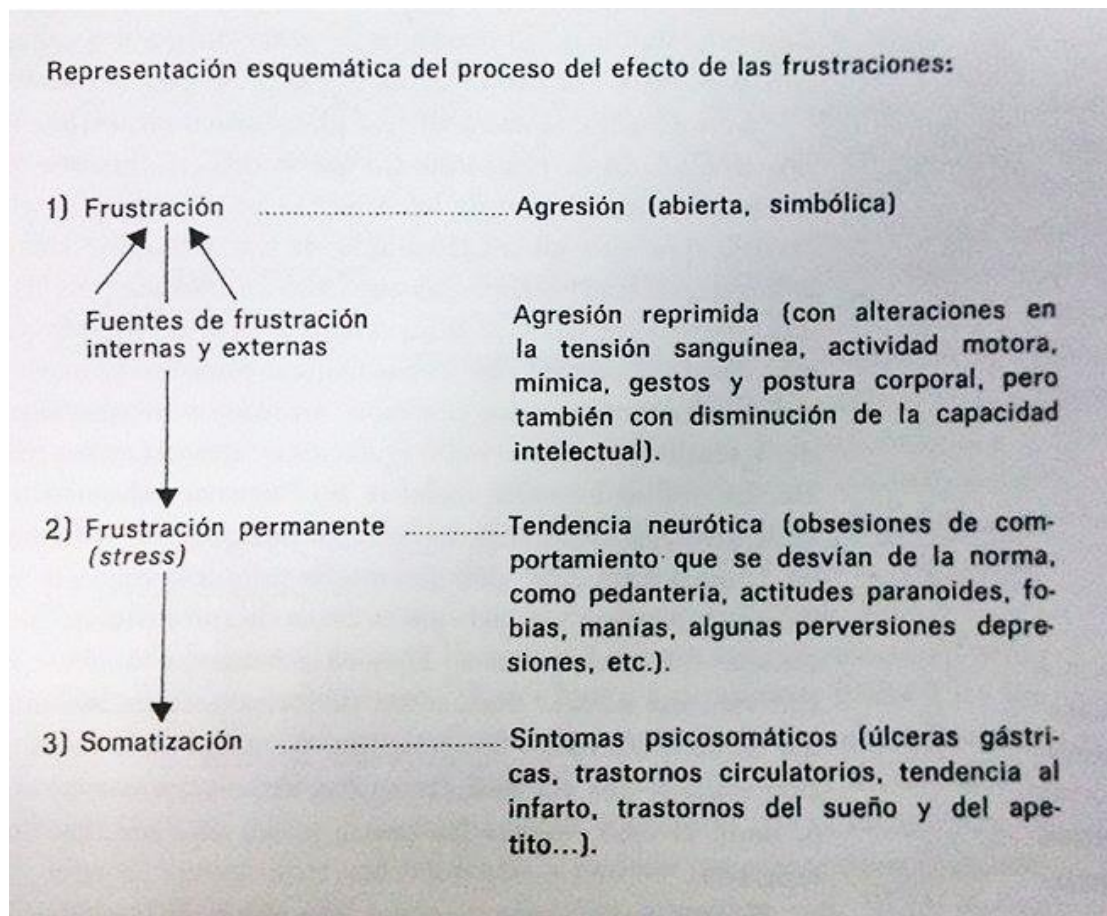 Representación esquemática del proceso del efecto de las frustraciones:
1) Frustración ........................................ Agresión (abierta, simbólica)
Fuentes de frustración
internas y externas
Agresión reprimida (con alteraciones en
la tensión sanguínea, actividad motora,
mímica, gestos y postura corporal, pero
también con disminución de la capacidad
intelectual).
2) Frustración permanente ................ Tendencia neurótica (obsesiones de com-
(stress)
portamiento que se desvían de la norma,
como pedantería, actitudes paranoides, fo-
bias, manías, algunas perversiones depre-
siones, etc.).
3) Somatización .................................... Síntomas psicosomáticos (úlceras gástri-
cas, trastornos circulatorios, tendencia al
infarto, trastornos del sueño y del ape-
tito...).